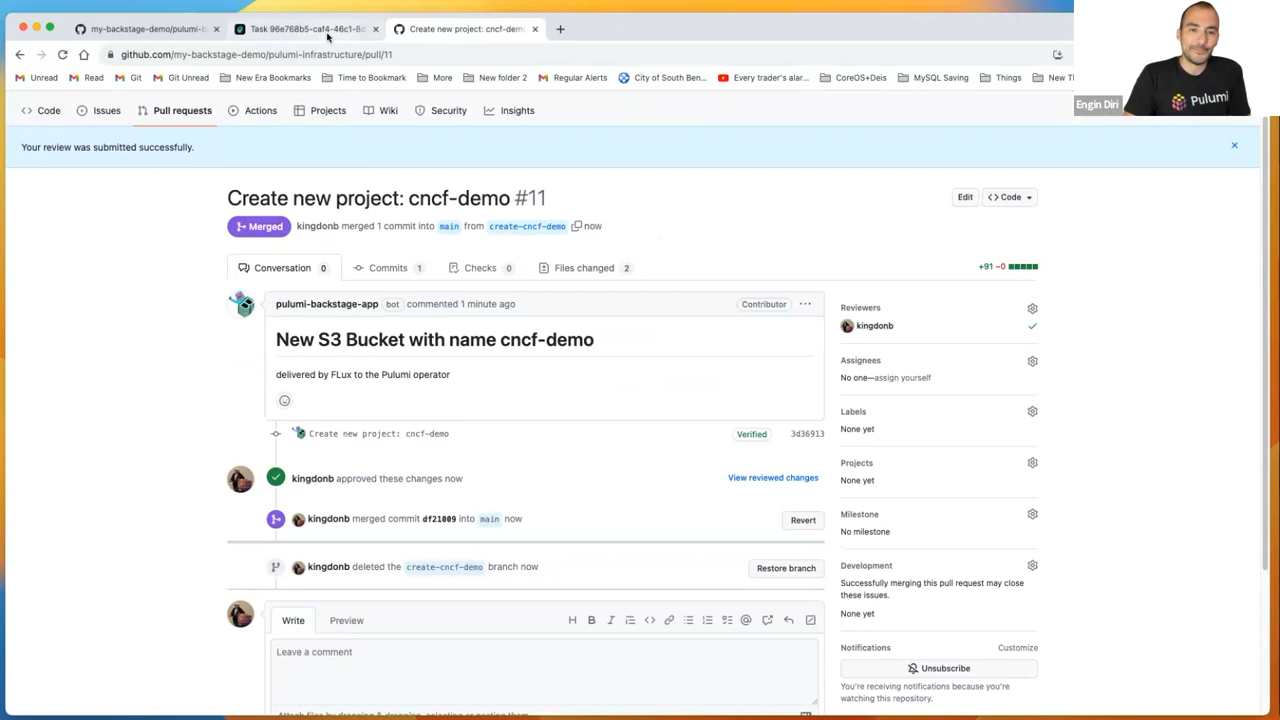 my-backstage-demo/pulumi-b
Task 96e768b5-caf4-46c1-8d
Create new project: cncf-dem
github.com/my-backstage-demo/pulumi-infrastructure/pull/11
Unread
Read
Git
Git Unread
New Era Bookmarks
Time to Bookmark
More
New folder 2
Regular Alerts
City of South Ben...
Every trader's alar...
CoreOS+Deis
MySQL Saving
Things
New T
Pulumi
Engin Diri
Code
Issues
Pull requests
Actions
Projects
Wiki
Security
Insights
Your review was submitted successfully.
Create new project: cncf-demo #11
Edit
<> Code
Merged
kingdonb merged 1 commit into main from create-cncf-demo now
Conversation 0
Commits 1
Checks 0
Files changed 2
+91 −0
pulumi-backstage-app bot commented 1 minute ago
Contributor
New S3 Bucket with name cncf-demo
delivered by FLux to the Pulumi operator
Create new project: cncf-demo
Verified
3d36913
kingdonb approved these changes now
View reviewed changes
kingdonb merged commit df21009 into main now
Revert
kingdonb deleted the create-cncf-demo branch now
Restore branch
Write
Preview
Leave a comment
Reviewers
kingdonb
Assignees
No one—assign yourself
Labels
None yet
Projects
None yet
Milestone
No milestone
Development
Successfully merging this pull request may close
these issues.
None yet
Notifications
Customize
Unsubscribe
You're receiving notifications because you're
watching this repository.